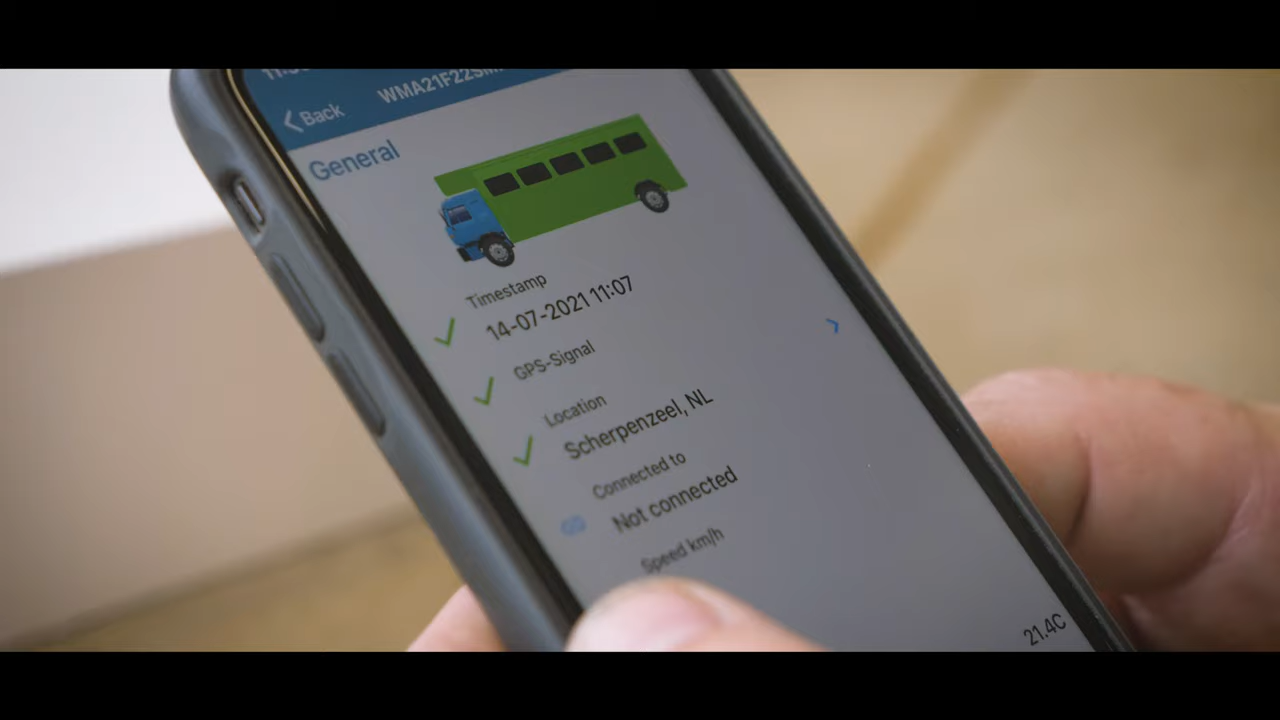 Back
General
Timestamp
14-07-2021 11:07
GPS-Signal
Location
Scherpenzeel, NL
Connected to
Not connected
Speed km/h
21.4C